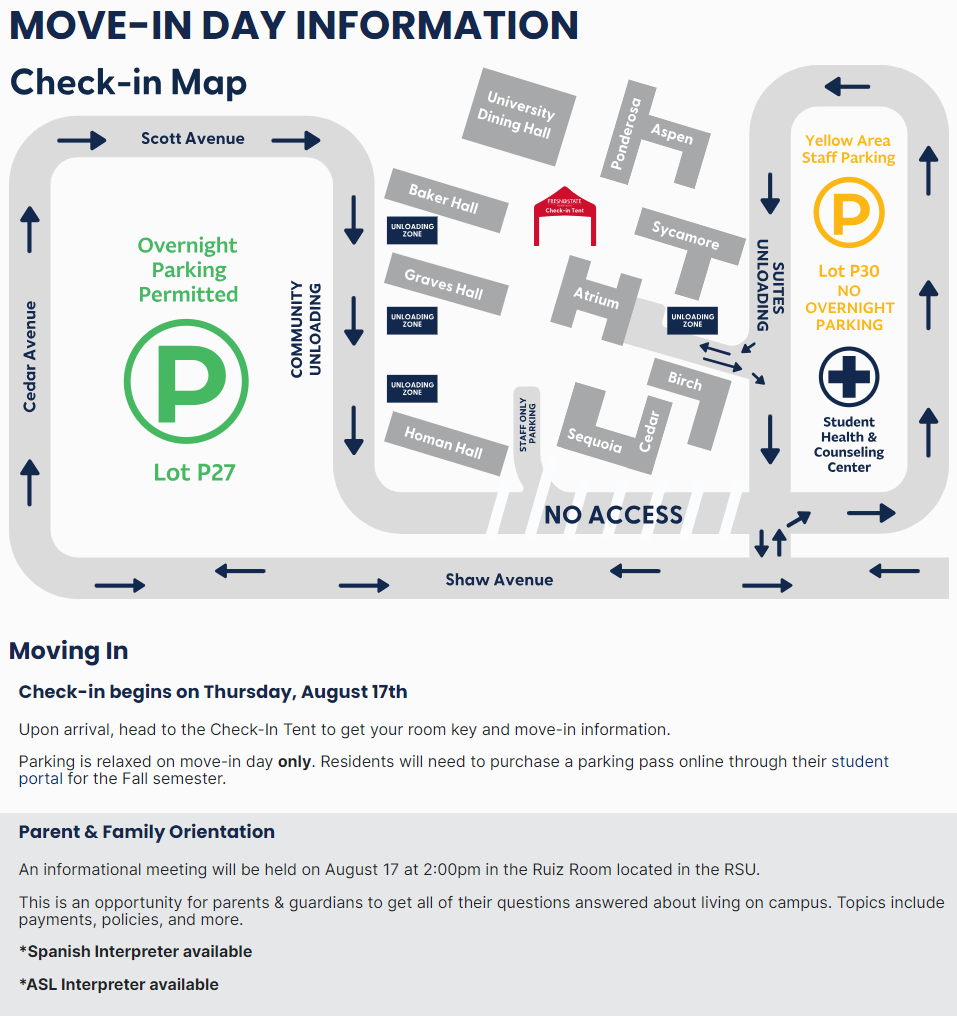 MOVE-IN DAY INFORMATION
Check-in Map
Scott Avenue
Cedar Avenue
Overnight
Parking
Permitted
P
Lot P27
COMMUNITY
UNLOADING
University
Dining Hall
Ponderosa
Aspen
Baker Hall
UNLOADING
ZONE
FRESNO STATE
Check-in Tent
Graves Hall
UNLOADING
ZONE
Sycamore
Atrium
UNLOADING
ZONE
UNLOADING
ZONE
Homan Hall
STAFF ONLY
PARKING
Birch
Cedar
Sequoia
SUITES
UNLOADING
Yellow Area
Staff Parking
P
Lot P30
NO
OVERNIGHT
PARKING
Student
Health &
Counseling
Center
NO ACCESS
Shaw Avenue
Moving In
Check-in begins on Thursday, August 17th
Upon arrival, head to the Check-In Tent to get your room key and move-in information.
Parking is relaxed on move-in day only. Residents will need to purchase a parking pass online through their student
portal for the Fall semester.
Parent & Family Orientation
An informational meeting will be held on August 17 at 2:00pm in the Ruiz Room located in the RSU.
This is an opportunity for parents & guardians to get all of their questions answered about living on campus. Topics include
payments, policies, and more.
*Spanish Interpreter available
*ASL Interpreter available